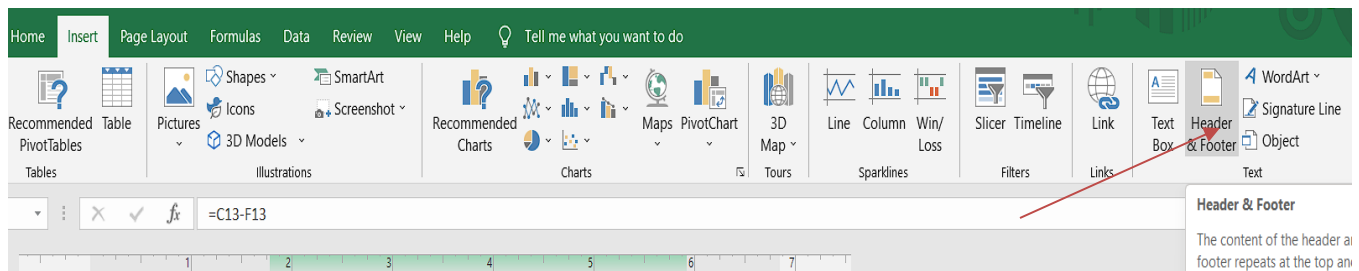 Home Insert Page Layout Formulas Data Review View Help Tell me what you want to do
Recommended PivotTables
Table
Tables
Pictures
Shapes
Icons
3D Models
SmartArt
Screenshot
Illustrations
Recommended Charts
Maps
PivotChart
Charts
3D Map
Tours
Line
Column
Win/ Loss
Sparklines
Slicer
Timeline
Filters
Link
Links
Text Box
Header & Footer
WordArt
Signature Line
Object
Text
fx =C13-F13
Header & Footer
The content of the header
footer repeats at the top
1 2 3 4 5 6 7